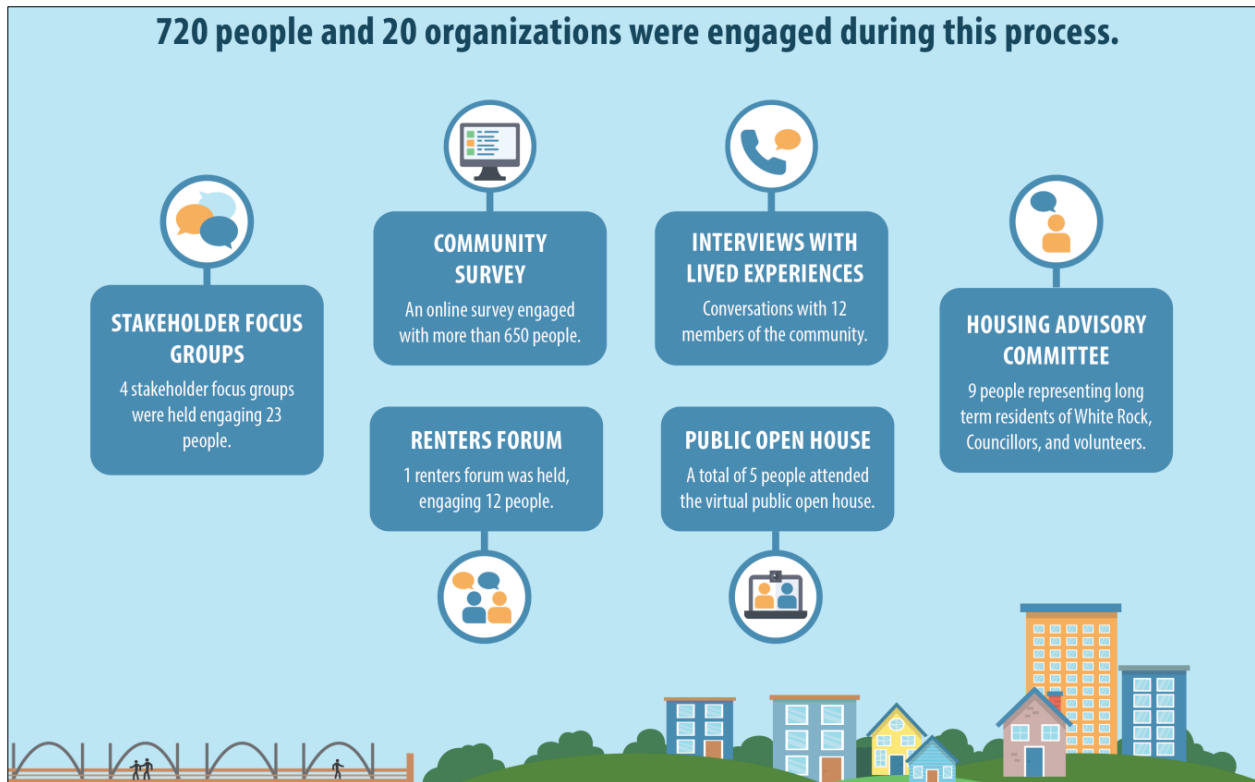 720 people and 20 organizations were engaged during this process.
STAKEHOLDER FOCUS
GROUPS
4 stakeholder focus groups
were held engaging 23
people.
COMMUNITY
SURVEY
An online survey engaged
with more than 650 people.
INTERVIEWS WITH
LIVED EXPERIENCES
Conversations with 12
members of the community.
HOUSING ADVISORY
COMMITTEE
9 people representing long
term residents of White Rock,
Councillors, and volunteers.
RENTERS FORUM
1 renters forum was held,
engaging 12 people.
PUBLIC OPEN HOUSE
A total of 5 people attended
the virtual public open house.